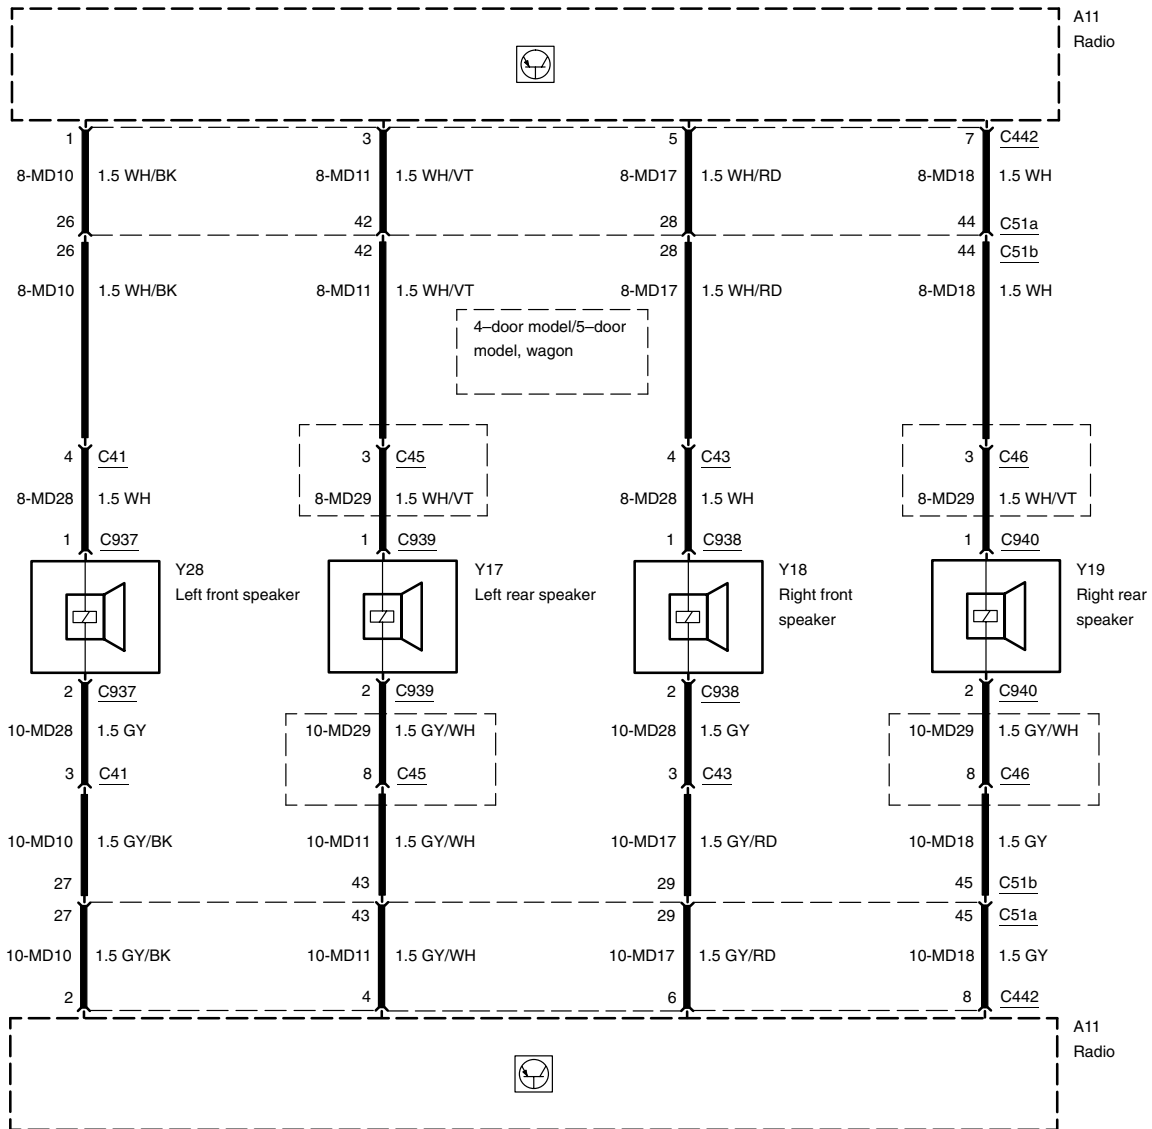 A11
Radio
1 3 5 7 C442
8-MD10 1.5 WH/BK 8-MD11 1.5 WH/VT 8-MD17 1.5 WH/RD 8-MD18 1.5 WH
26 42 28 44 C51a
26 42 28 44 C51b
8-MD10 1.5 WH/BK 8-MD11 1.5 WH/VT 8-MD17 1.5 WH/RD 8-MD18 1.5 WH
4–door model/5–door
model, wagon
4 C41 3 C45 4 C43 3 C46
8-MD28 1.5 WH 8-MD29 1.5 WH/VT 8-MD28 1.5 WH 8-MD29 1.5 WH/VT
1 C937 1 C939 1 C938 1 C940
Y28
Left front speaker
Y17
Left rear speaker
Y18
Right front
speaker
Y19
Right rear
speaker
2 C937 2 C939 2 C938 2 C940
10-MD28 1.5 GY 10-MD29 1.5 GY/WH 10-MD28 1.5 GY 10-MD29 1.5 GY/WH
3 C41 8 C45 3 C43 8 C46
10-MD10 1.5 GY/BK 10-MD11 1.5 GY/WH 10-MD17 1.5 GY/RD 10-MD18 1.5 GY
27 43 29 45 C51b
27 43 29 45 C51a
10-MD10 1.5 GY/BK 10-MD11 1.5 GY/WH 10-MD17 1.5 GY/RD 10-MD18 1.5 GY
2 4 6 8 C442
A11
Radio